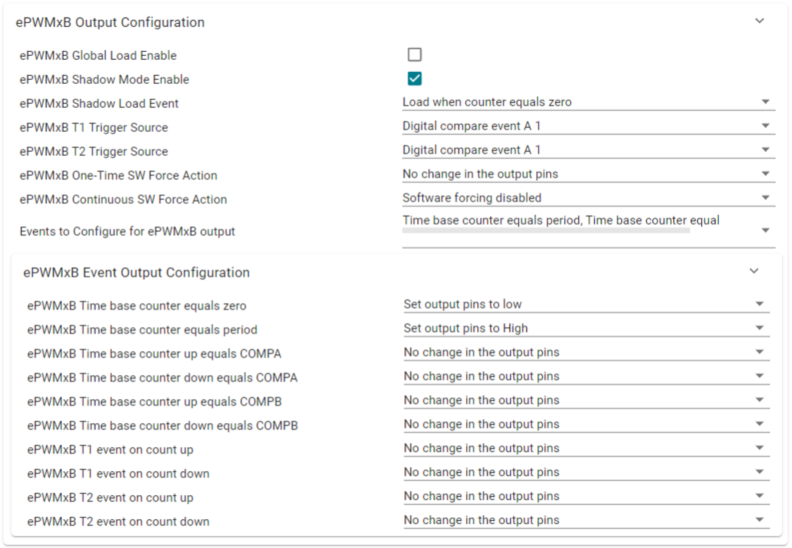 ePWMxB Output Configuration
ePWMxB Global Load Enable
ePWMxB Shadow Mode Enable
ePWMxB Shadow Load Event Load when counter equals zero
ePWMxB T1 Trigger Source Digital compare event A 1
ePWMxB T2 Trigger Source Digital compare event A 1
ePWMxB One-Time SW Force Action No change in the output pins
ePWMxB Continuous SW Force Action Software forcing disabled
Events to Configure for ePWMxB output Time base counter equals period, Time base counter equal
ePWMxB Event Output Configuration
ePWMxB Time base counter equals zero Set output pins to low
ePWMxB Time base counter equals period Set output pins to High
ePWMxB Time base counter up equals COMPA No change in the output pins
ePWMxB Time base counter down equals COMPA No change in the output pins
ePWMxB Time base counter up equals COMPB No change in the output pins
ePWMxB Time base counter down equals COMPB No change in the output pins
ePWMxB T1 event on count up No change in the output pins
ePWMxB T1 event on count down No change in the output pins
ePWMxB T2 event on count up No change in the output pins
ePWMxB T2 event on count down No change in the output pins